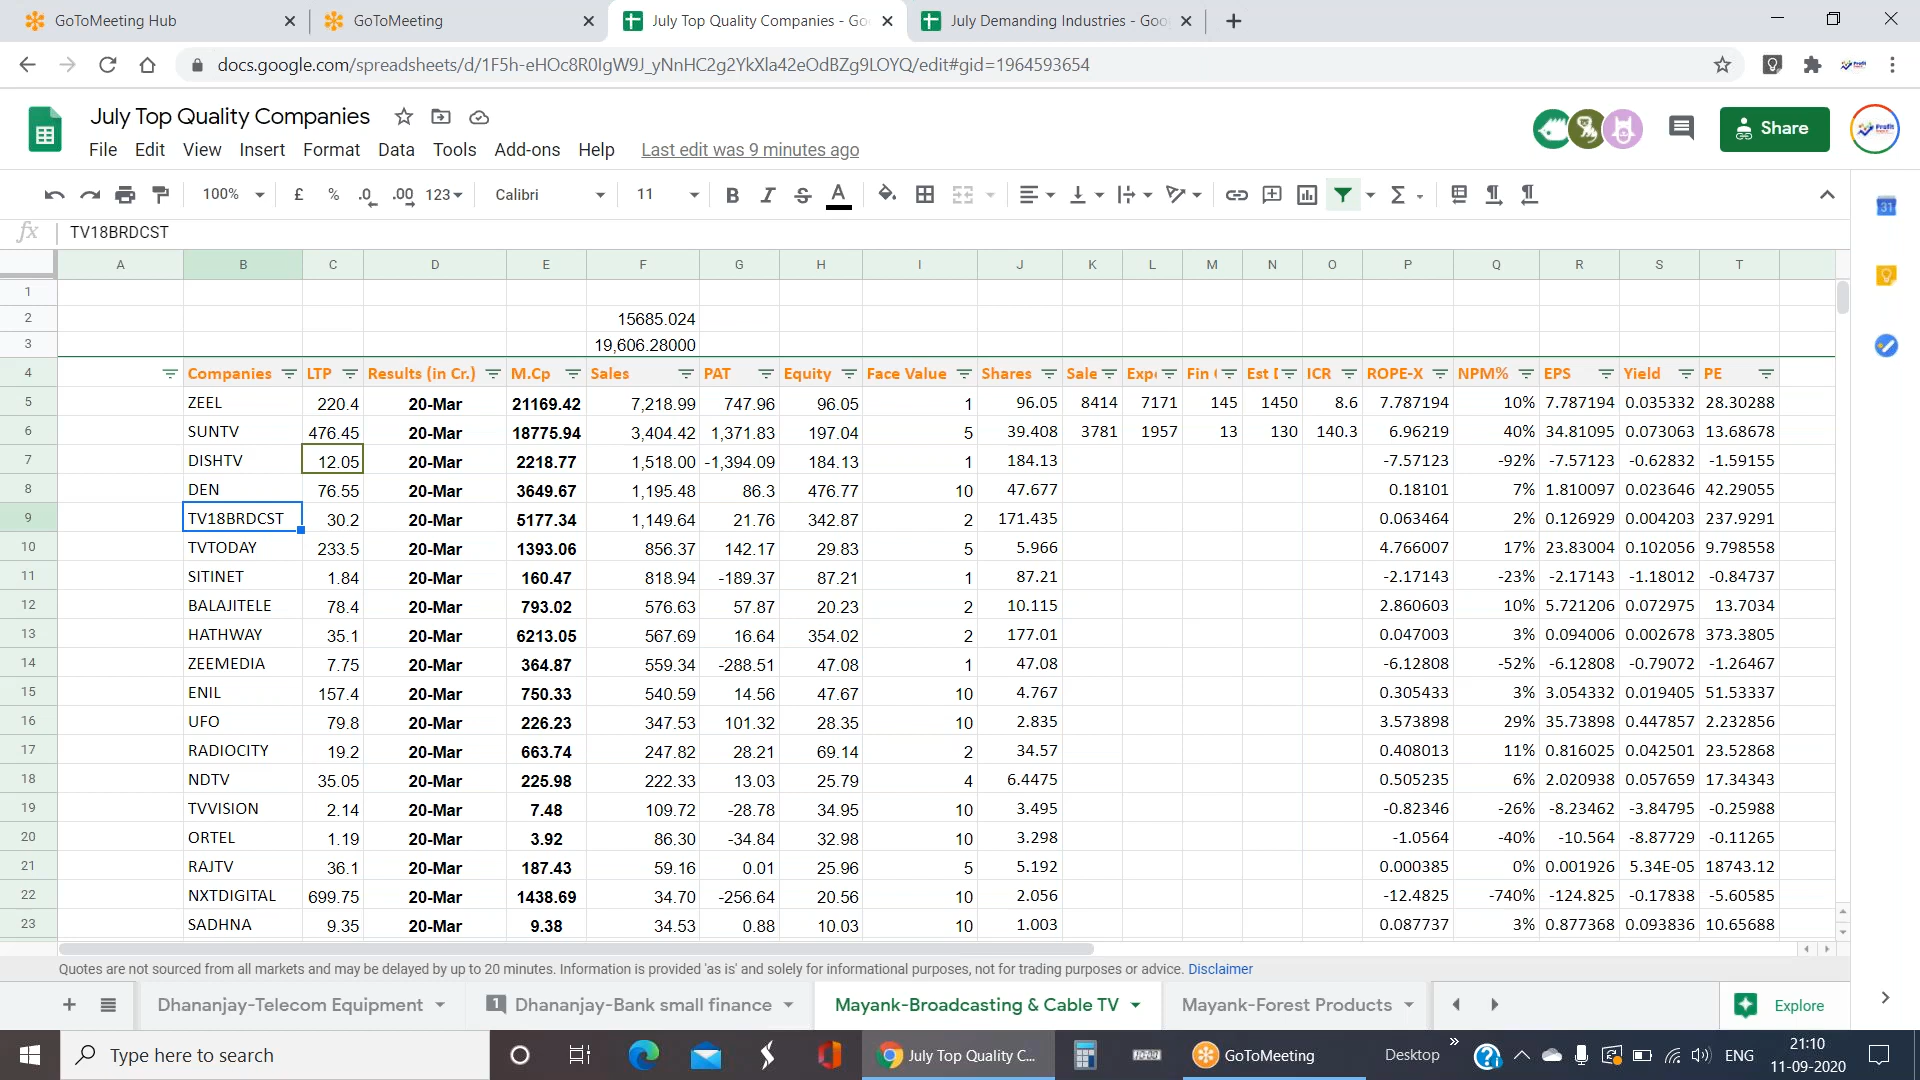 GoToMeeting Hub
GoToMeeting
July Top Quality Companies - Go
July Demanding Industries - Goo
docs.google.com/spreadsheets/d/1F5h-eHOc8R0IgW9J_yNnHC2g2YkXla42eOdBZg9LOYQ/edit#gid=1964593654
July Top Quality Companies
Share
File Edit View Insert Format Data Tools Add-ons Help Last edit was 9 minutes ago
100% £ % .0 .00 123 Calibri 11 B I S A
fx TV18BRDCST
A B C D E F G H I J K L M N O P Q R S T
1
2 15685.024
3 19,606.28000
4 Companies LTP Results (in Cr.) M.Cp Sales PAT Equity Face Value Shares Sale Exp Fin Est ICR ROPE-X NPM% EPS Yield PE
5 ZEEL 220.4 20-Mar 21169.42 7,218.99 747.96 96.05 1 96.05 8414 7171 145 1450 8.6 7.787194 10% 7.787194 0.035332 28.30288
6 SUNTV 476.45 20-Mar 18775.94 3,404.42 1,371.83 197.04 5 39.408 3781 1957 13 130 140.3 6.96219 40% 34.81095 0.073063 13.68678
7 DISHTV 12.05 20-Mar 2218.77 1,518.00 -1,394.09 184.13 1 184.13 -7.57123 -92% -7.57123 -0.62832 -1.59155
8 DEN 76.55 20-Mar 3649.67 1,195.48 86.3 476.77 10 47.677 0.18101 7% 1.810097 0.023646 42.29055
9 TV18BRDCST 30.2 20-Mar 5177.34 1,149.64 21.76 342.87 2 171.435 0.063464 2% 0.126929 0.004203 237.9291
10 TVTODAY 233.5 20-Mar 1393.06 856.37 142.17 29.83 5 5.966 4.766007 17% 23.83004 0.102056 9.798558
11 SITINET 1.84 20-Mar 160.47 818.94 -189.37 87.21 1 87.21 -2.17143 -23% -2.17143 -1.18012 -0.84737
12 BALAJITELE 78.4 20-Mar 793.02 576.63 57.87 20.23 2 10.115 2.860603 10% 5.721206 0.072975 13.7034
13 HATHWAY 35.1 20-Mar 6213.05 567.69 16.64 354.02 2 177.01 0.047003 3% 0.094006 0.002678 373.3805
14 ZEEMEDIA 7.75 20-Mar 364.87 559.34 -288.51 47.08 1 47.08 -6.12808 -52% -6.12808 -0.79072 -1.26467
15 ENIL 157.4 20-Mar 750.33 540.59 14.56 47.67 10 4.767 0.305433 3% 3.054332 0.019405 51.53337
16 UFO 79.8 20-Mar 226.23 347.53 101.32 28.35 10 2.835 3.573898 29% 35.73898 0.447857 2.232856
17 RADIOCITY 19.2 20-Mar 663.74 247.82 28.21 69.14 2 34.57 0.408013 11% 0.816025 0.042501 23.52868
18 NDTV 35.05 20-Mar 225.98 222.33 13.03 25.79 4 6.4475 0.505235 6% 2.020938 0.057659 17.34343
19 TVVISION 2.14 20-Mar 7.48 109.72 -28.78 34.95 10 3.495 -0.82346 -26% -8.23462 -3.84795 -0.25988
20 ORTEL 1.19 20-Mar 3.92 86.30 -34.84 32.98 10 3.298 -1.0564 -40% -10.564 -8.87729 -0.11265
21 RAJTV 36.1 20-Mar 187.43 59.16 0.01 25.96 5 5.192 0.000385 0% 0.001926 5.34E-05 18743.12
22 NXTDIGITAL 699.75 20-Mar 1438.69 34.70 -256.64 20.56 10 2.056 -12.4825 -740% -124.825 -0.17838 -5.60585
23 SADHNA 9.35 20-Mar 9.38 34.53 0.88 10.03 10 1.003 0.087737 3% 0.877368 0.093836 10.65688
Quotes are not sourced from all markets and may be delayed by up to 20 minutes. Information is provided 'as is' and solely for informational purposes, not for trading purposes or advice. Disclaimer
Dhananjay-Telecom Equipment 1 Dhananjay-Bank small finance Mayank-Broadcasting & Cable TV Mayank-Forest Products Explore
Type here to search July Top Quality C... GoToMeeting Desktop ENG 21:10
11-09-2020